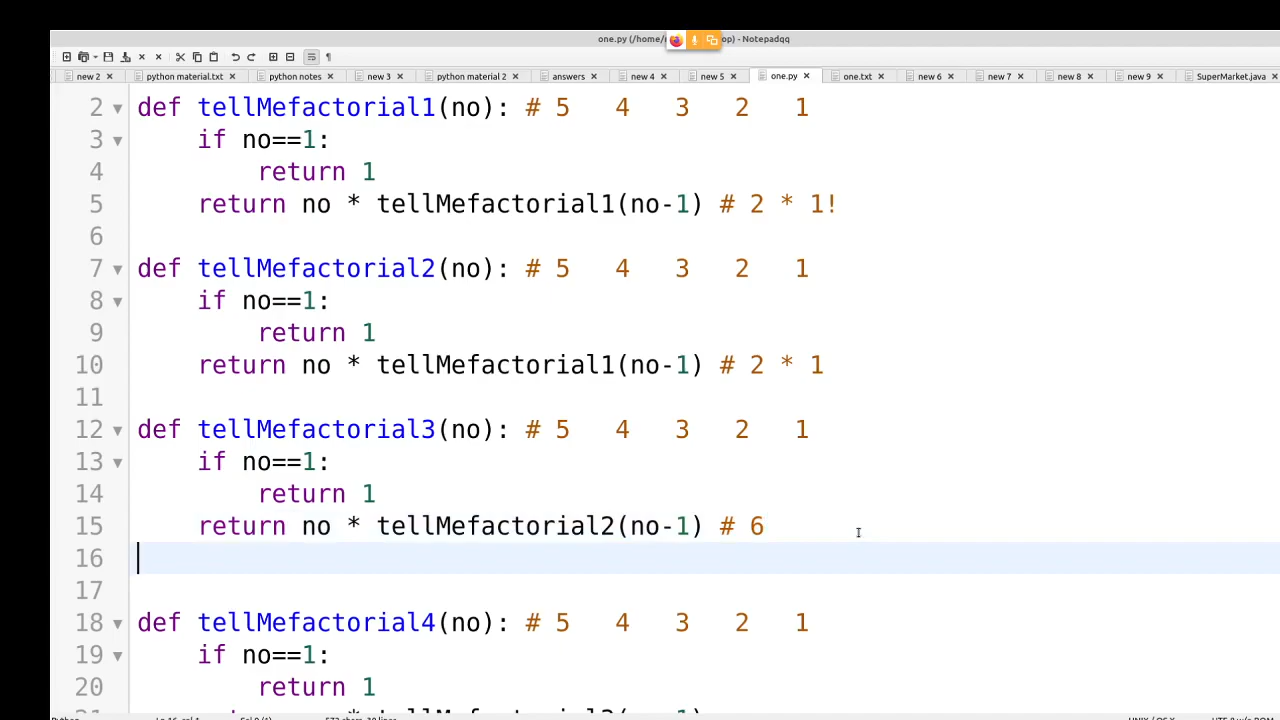 one.py (/home/ op) - Notepadqq
new 2 python material.txt python notes new 3 python material 2 answers new 4 new 5 one.py one.txt new 6 new 7 new 8 new 9 SuperMarket.java
2 def tellMefactorial1(no): # 5 4 3 2 1
3 if no==1:
4 return 1
5 return no * tellMefactorial1(no-1) # 2 * 1!
6
7 def tellMefactorial2(no): # 5 4 3 2 1
8 if no==1:
9 return 1
10 return no * tellMefactorial1(no-1) # 2 * 1
11
12 def tellMefactorial3(no): # 5 4 3 2 1
13 if no==1:
14 return 1
15 return no * tellMefactorial2(no-1) # 6
16
17
18 def tellMefactorial4(no): # 5 4 3 2 1
19 if no==1:
20 return 1